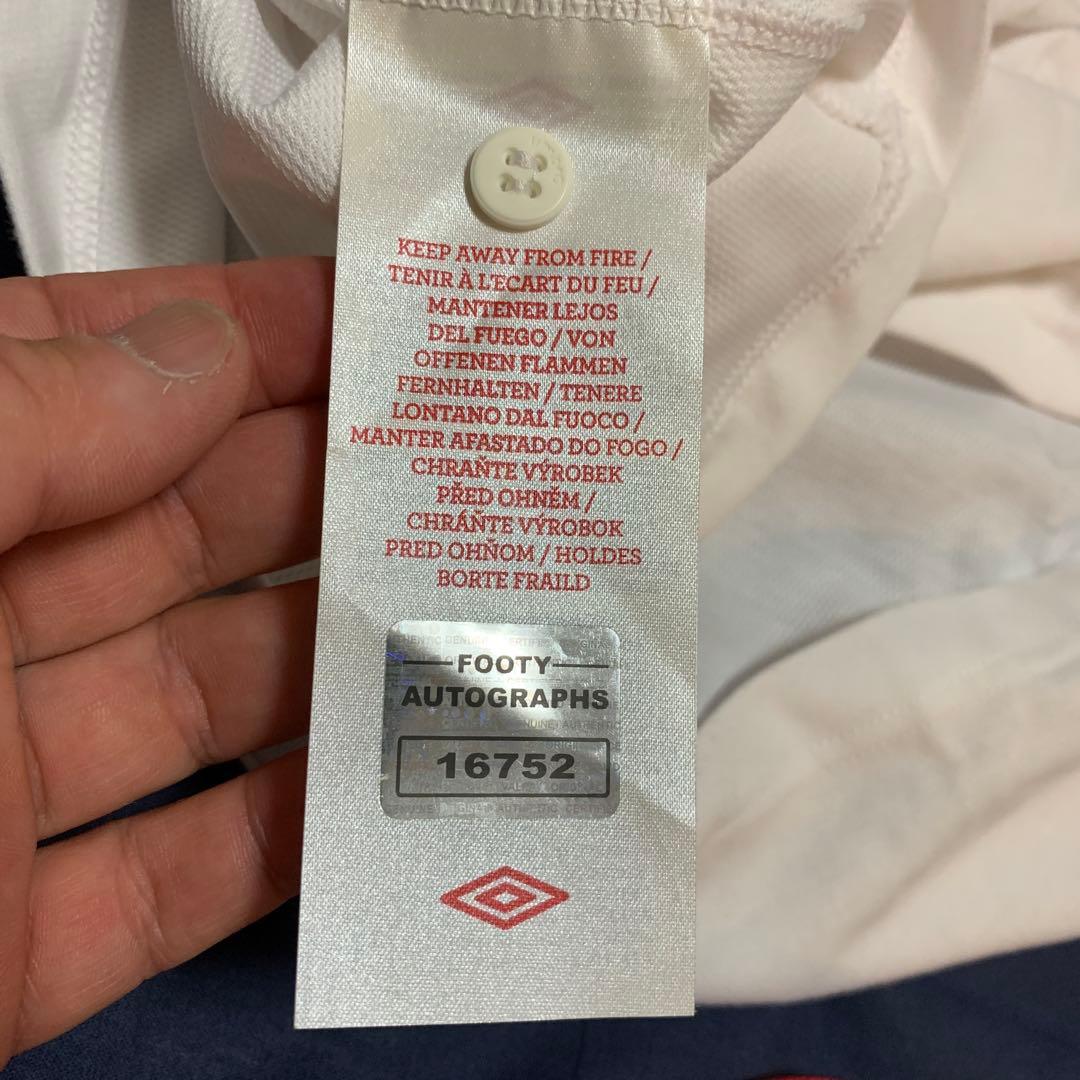 KEEP AWAY FROM FIRE /
TENIR À L'ECART DU FEU /
MANTENER LEJOS
DEL FUEGO / VON
OFFENEN FLAMMEN
FERNHALTEN / TENERE
LONTANO DAL FUOCO /
MANTER AFASTADO DO FOGO /
CHRAŇTE VÝROBEK
PŘED OHNĚM /
CHRÁŇTE VÝROBOK
PRED OHŇOM / HOLDES
BORTE FRAILD
FOOTY
AUTOGRAPHS
16752